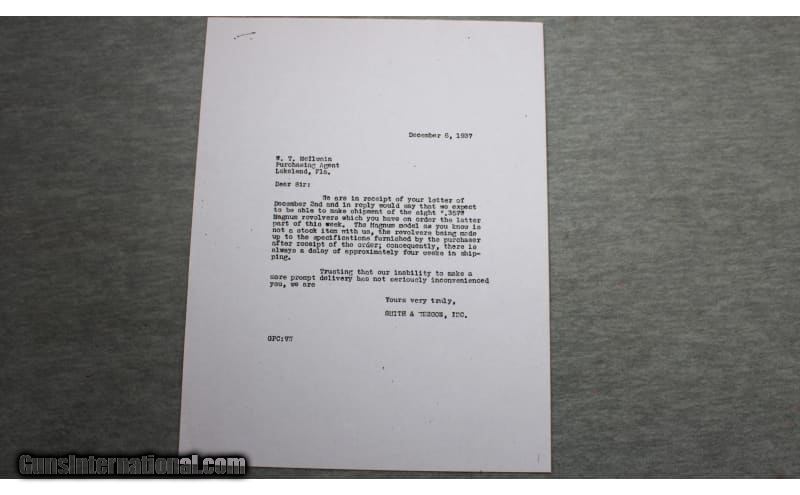 December 6, 1937
W. T. McIlwain
Purchasing Agent
Lakeland, Fla.
Dear Sir:
We are in receipt of your letter of
December 2nd and in reply would say that we expect
to be able to make shipment of the eight ".357"
Magnum revolvers which you have on order the latter
part of this week. The Magnum model as you know is
not a stock item with us, the revolvers being made
up to the specifications furnished by the purchaser
after receipt of the order; consequently, there is
always a delay of approximately four weeks in ship-
ping.
Trusting that our inability to make a
more prompt delivery has not seriously inconvenienced
you, we are
Yours very truly,
SMITH & WESSON, INC.
GPC:
GunsInternational.com